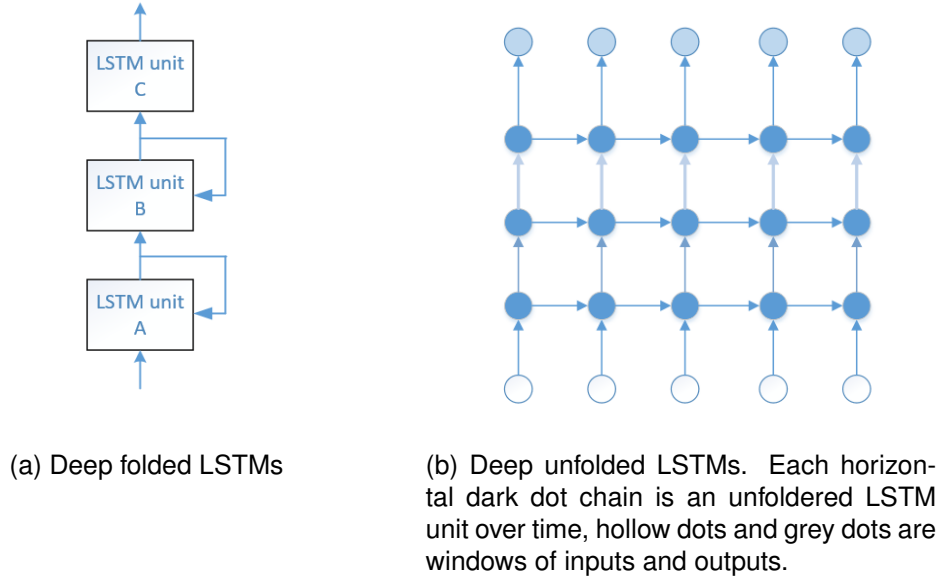 LSTM unit
C
LSTM unit
B
LSTM unit
A
(a) Deep folded LSTMs
(b) Deep unfolded LSTMs. Each horizon-
tal dark dot chain is an unfoldered LSTM
unit over time, hollow dots and grey dots are
windows of inputs and outputs.